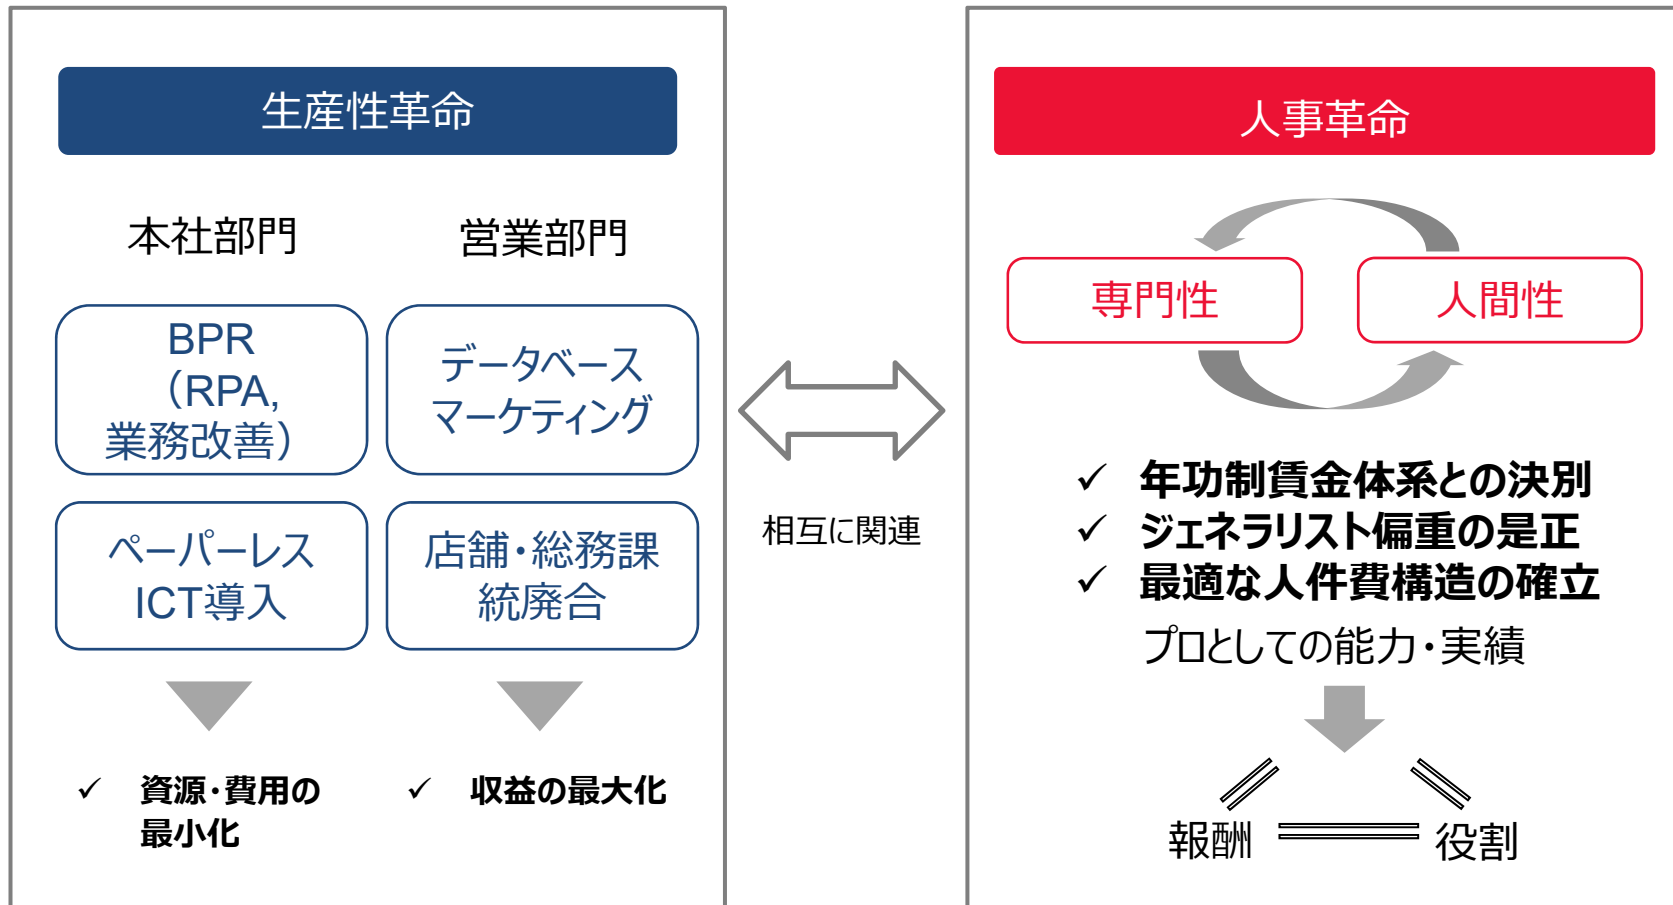 生産性革命
本社部門
営業部門
BPR
（RPA,
業務改善）
データベース
マーケティング
ペーパーレス
ICT導入
店舗・総務課
統廃合
✓ 資源・費用の
最小化
✓ 収益の最大化
相互に関連
人事革命
専門性
人間性
✓ 年功制賃金体系との決別
✓ ジェネラリスト偏重の是正
✓ 最適な人件費構造の確立
プロとしての能力・実績
報酬
役割